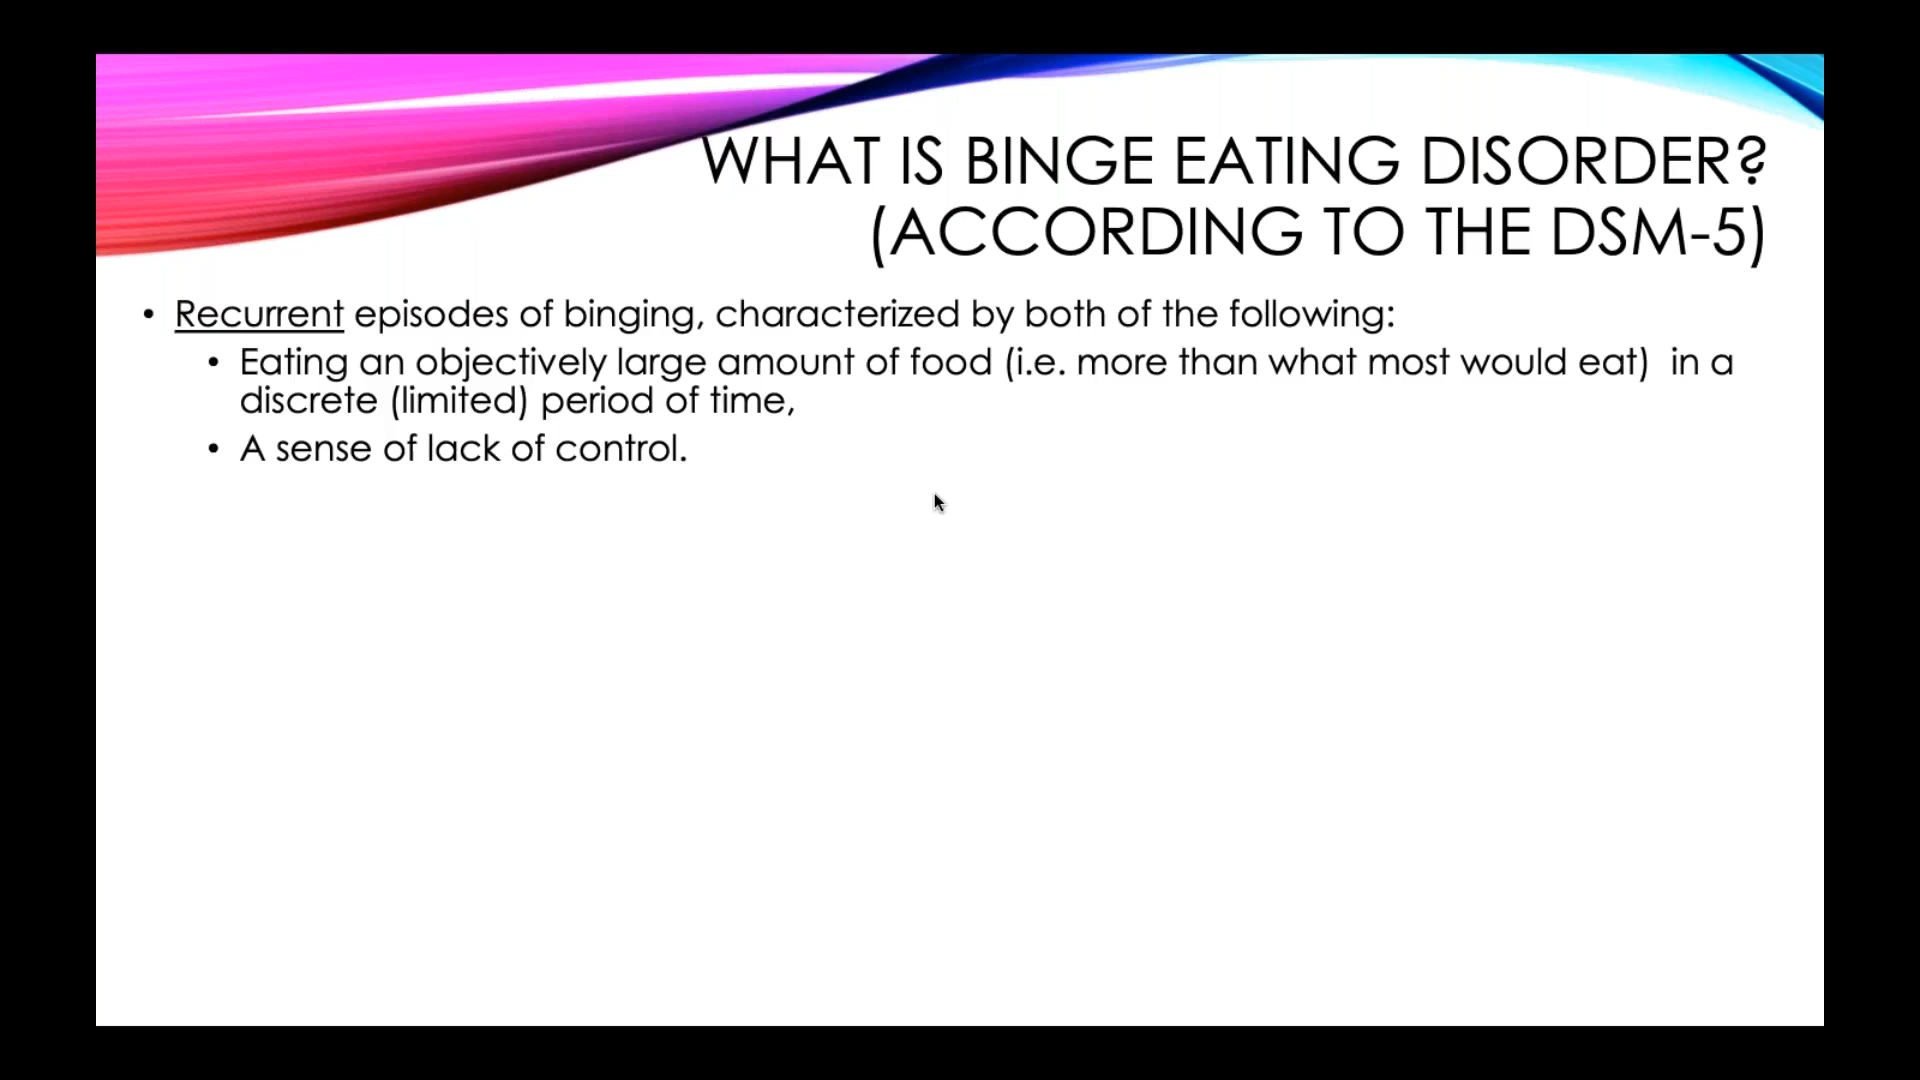 WHAT IS BINGE EATING DISORDER?
(ACCORDING TO THE DSM-5)
• Recurrent episodes of binging, characterized by both of the following:
• Eating an objectively large amount of food (i.e. more than what most would eat)  in a
discrete (limited) period of time,
• A sense of lack of control.